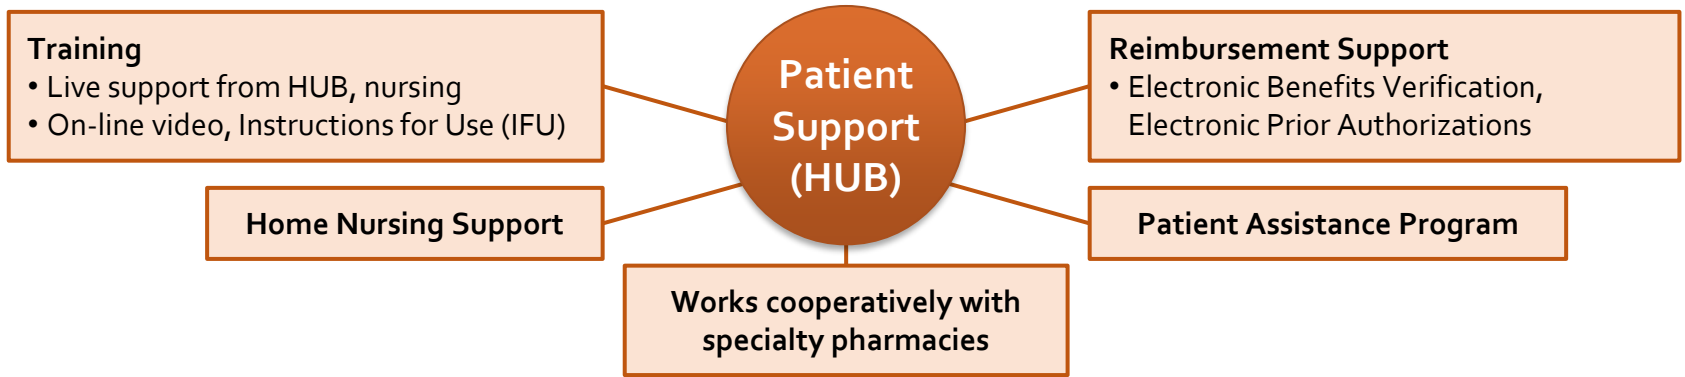 Training
• Live support from HUB, nursing
• On-line video, Instructions for Use (IFU)
Patient
Support
(HUB)
Reimbursement Support
• Electronic Benefits Verification,
Electronic Prior Authorizations
Home Nursing Support
Patient Assistance Program
Works cooperatively with
specialty pharmacies